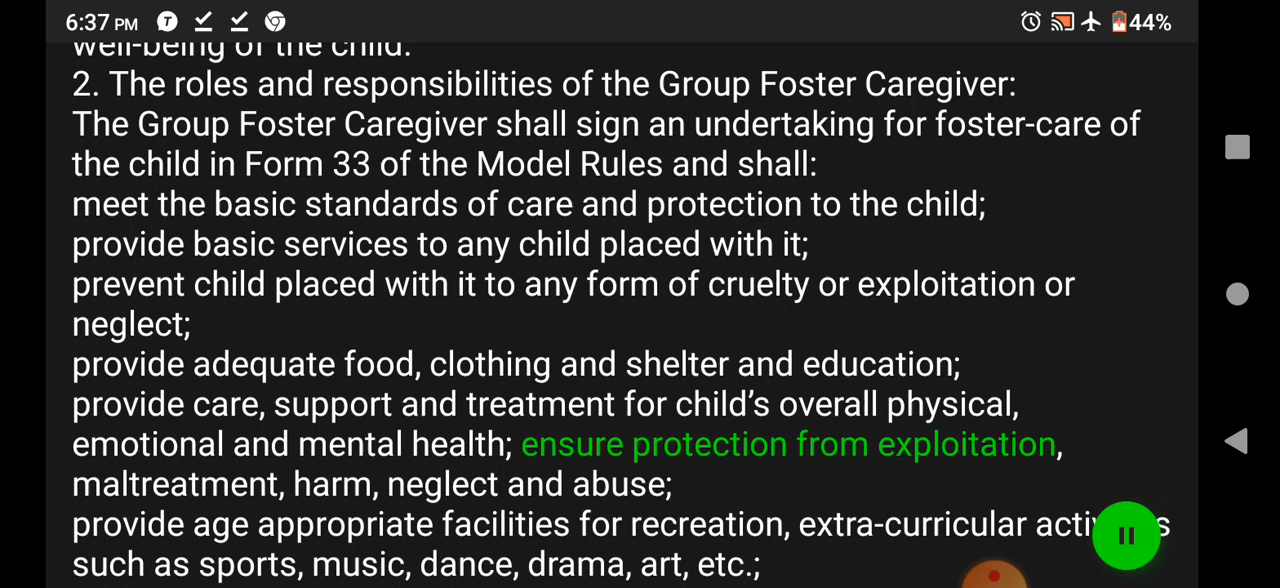 6:37 PM
44%
well-being of the child.
2. The roles and responsibilities of the Group Foster Caregiver:
The Group Foster Caregiver shall sign an undertaking for foster-care of
the child in Form 33 of the Model Rules and shall:
meet the basic standards of care and protection to the child;
provide basic services to any child placed with it;
prevent child placed with it to any form of cruelty or exploitation or
neglect;
provide adequate food, clothing and shelter and education;
provide care, support and treatment for child’s overall physical,
emotional and mental health; ensure protection from exploitation,
maltreatment, harm, neglect and abuse;
provide age appropriate facilities for recreation, extra-curricular
such as sports, music, dance, drama, art, etc.;